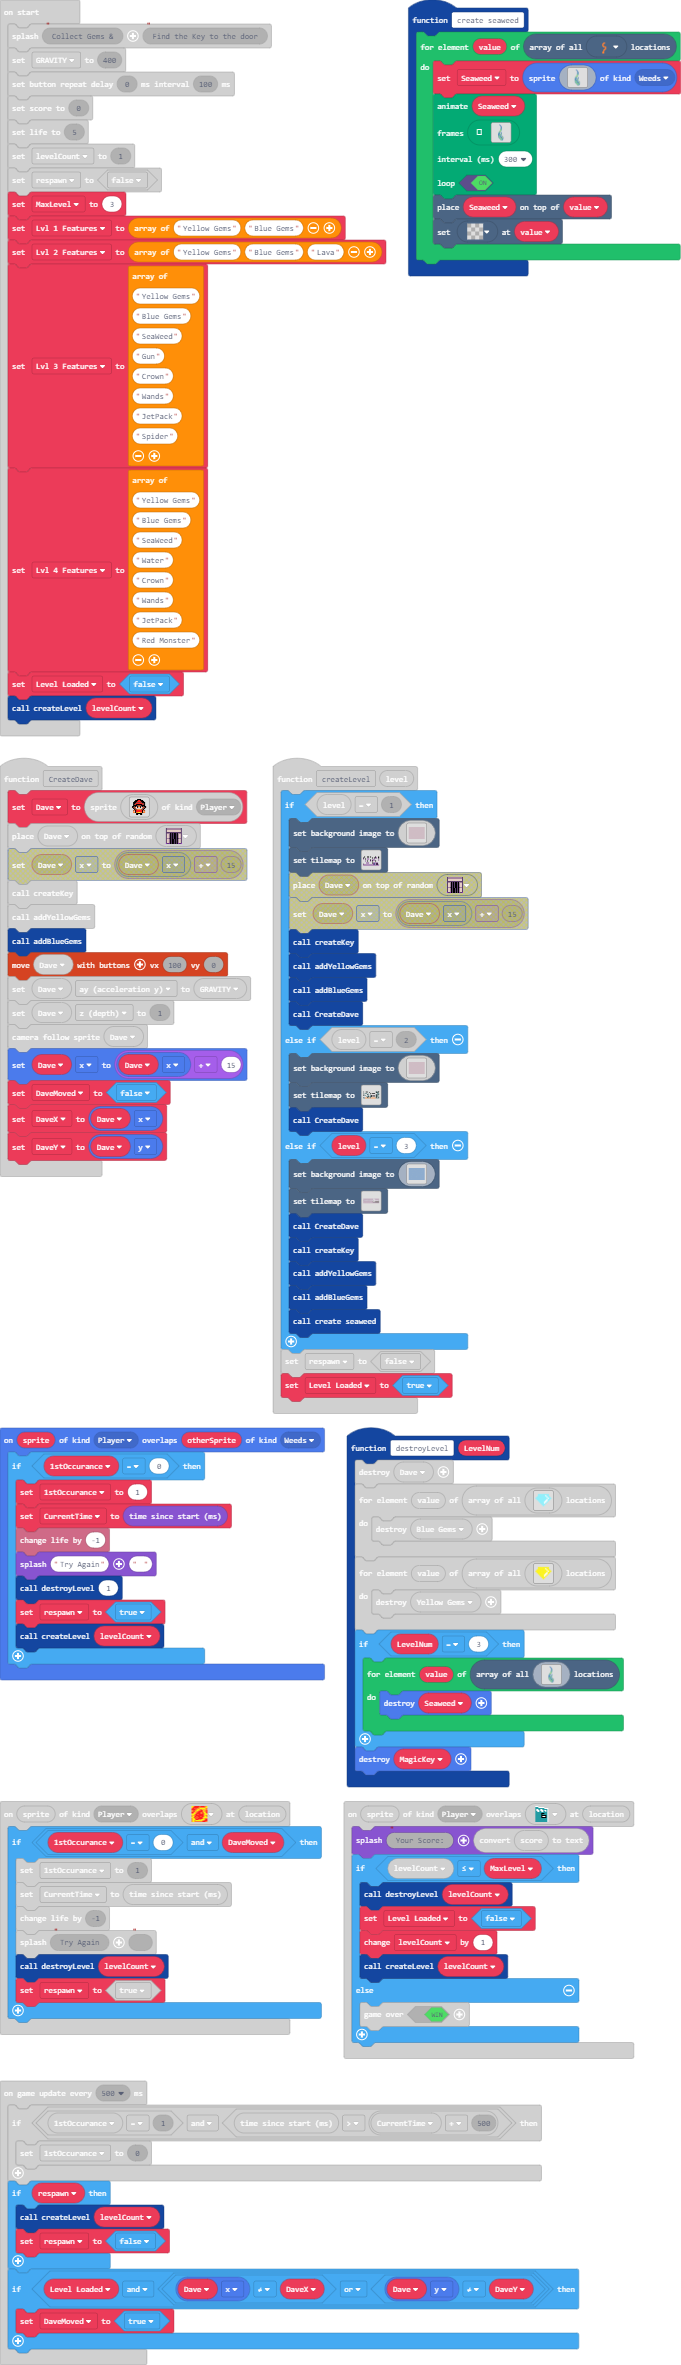 on start
splash Collect Gems & Find the Key to the door
set GRAVITY to 400
set button repeat delay 0 ms interval 100 ms
set score to 0
set life to 5
set levelCount to 1
set respawn to false
set MaxLevel to 3
set Lvl 1 Features to array of "Yellow Gems" "Blue Gems"
set Lvl 2 Features to array of "Yellow Gems" "Blue Gems" "Lava"
set Lvl 3 Features to array of
"Yellow Gems"
"Blue Gems"
"SeaWeed"
"Gun"
"Crown"
"Wands"
"JetPack"
"Spider"
set Lvl 4 Features to array of
"Yellow Gems"
"Blue Gems"
"SeaWeed"
"Water"
"Crown"
"Wands"
"JetPack"
"Red Monster"
set Level Loaded to false
call createLevel levelCount
function create seaweed
for element value of array of all locations
do
set Seaweed to sprite of kind Weeds
animate Seaweed
frames
interval (ms) 300
loop ON
place Seaweed on top of value
set at value
function CreateDave
set Dave to sprite of kind Player
place Dave on top of random
set Dave x to Dave x + 15
call createKey
call addYellowGems
call addBlueGems
move Dave with buttons vx 100 vy 0
set Dave ay (acceleration y) to GRAVITY
set Dave z (depth) to 1
camera follow sprite Dave
set Dave x to Dave x + 15
set DaveMoved to false
set DaveX to Dave x
set DaveY to Dave y
function createLevel level
if level = 1 then
set background image to
set tilemap to
place Dave on top of random
set Dave x to Dave x + 15
call createKey
call addYellowGems
call addBlueGems
call CreateDave
else if level = 2 then
set background image to
set tilemap to
call CreateDave
else if level = 3 then
set background image to
set tilemap to
call CreateDave
call createKey
call addYellowGems
call addBlueGems
call create seaweed
set respawn to false
set Level Loaded to true
on sprite of kind Player overlaps otherSprite of kind Weeds
if 1stOccurance = 0 then
set 1stOccurance to 1
set CurrentTime to time since start (ms)
change life by -1
splash "Try Again" " "
call destroyLevel 1
set respawn to true
call createLevel levelCount
function destroyLevel LevelNum
destroy Dave
for element value of array of all locations
do
destroy Blue Gems
for element value of array of all locations
do
destroy Yellow Gems
if LevelNum = 3 then
for element value of array of all locations
do
destroy Seaweed
destroy MagicKey
on sprite of kind Player overlaps at location
if 1stOccurance = 0 and DaveMoved then
set 1stOccurance to 1
set CurrentTime to time since start (ms)
change life by -1
splash Try Again
call destroyLevel levelCount
set respawn to true
on sprite of kind Player overlaps at location
splash Your Score: convert score to text
if levelCount ≤ MaxLevel then
call destroyLevel levelCount
set Level Loaded to false
change levelCount by 1
call createLevel levelCount
else
game over WIN
on game update every 500 ms
if 1stOccurance = 1 and time since start (ms) > CurrentTime + 500 then
set 1stOccurance to 0
if respawn then
call createLevel levelCount
set respawn to false
if Level Loaded and Dave x ≠ DaveX or Dave y ≠ DaveY then
set DaveMoved to true